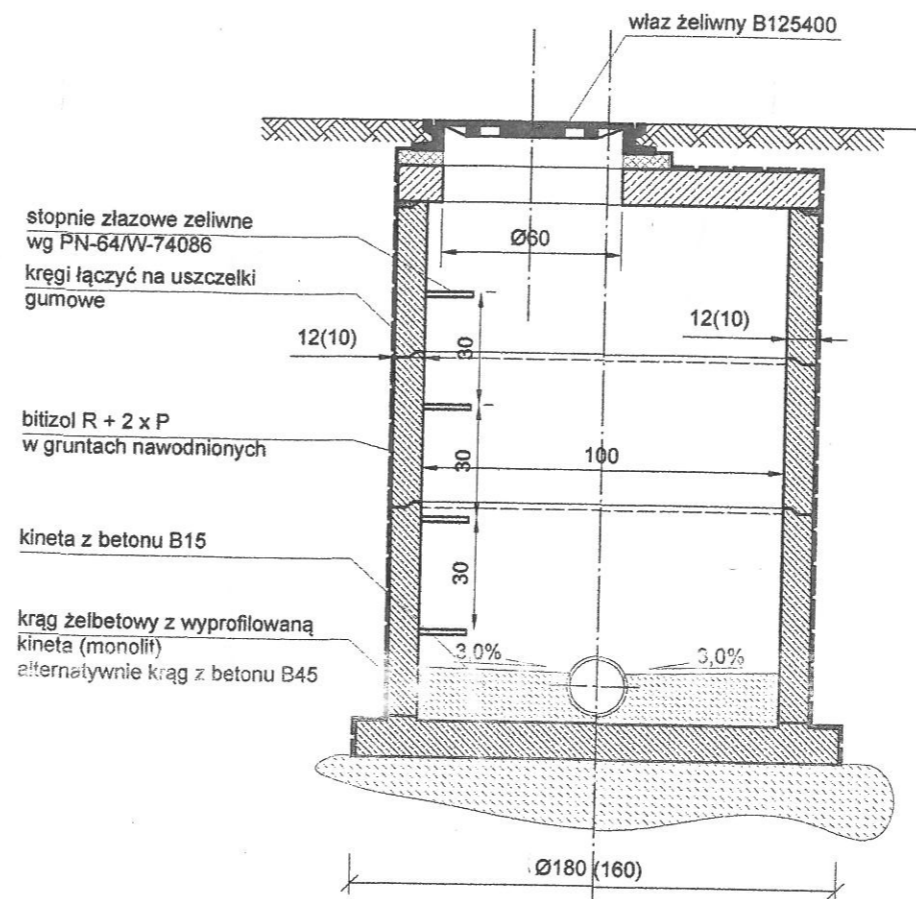 właz żeliwny B125400
stopnie złazowe zeliwne
wg PN-64/W-74086
kręgi łączyć na uszczelki
gumowe
Ø60
12(10)
12(10)
30
bitizol R + 2 x P
w gruntach nawodnionych
30
100
kineta z betonu B15
30
krąg żelbetowy z wyprofilowaną
kineta (monolit)
alternatywnie krąg z betonu B45
3,0%
3,0%
Ø180 (160)